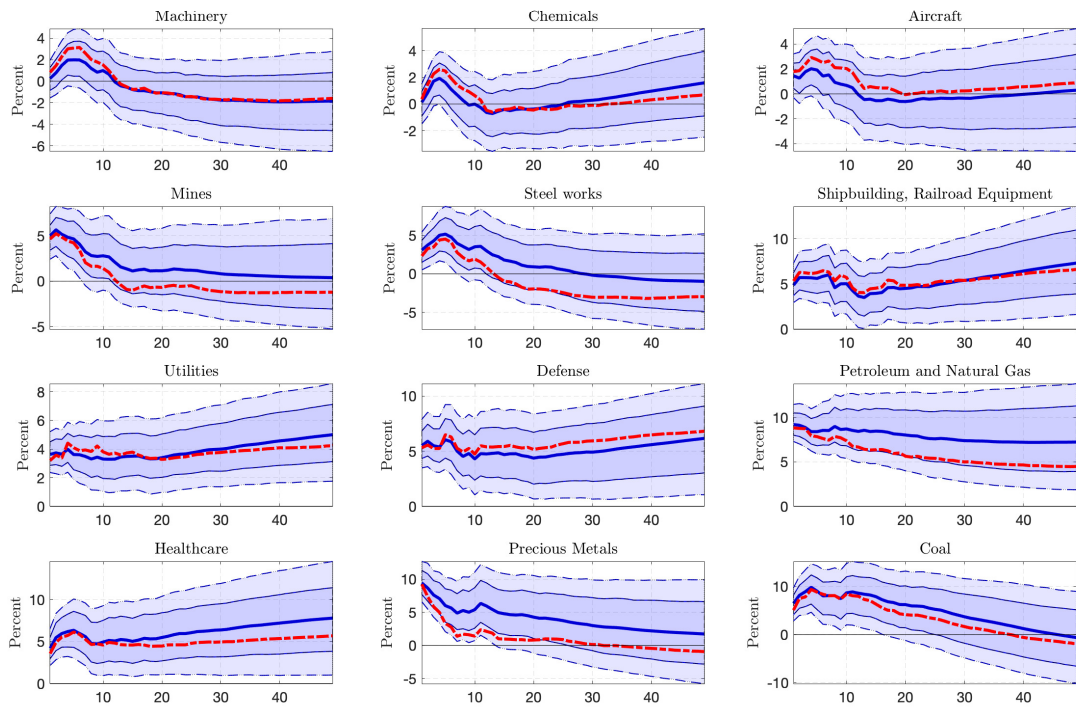 Machinery
Percent
4
2
0
-2
-4
-6
10 20 30 40
Chemicals
Percent
4
2
0
-2
10 20 30 40
Aircraft
Percent
4
2
0
-2
-4
10 20 30 40
Mines
Percent
5
0
-5
10 20 30 40
Steel works
Percent
5
0
-5
10 20 30 40
Shipbuilding, Railroad Equipment
Percent
10
5
0
10 20 30 40
Utilities
Percent
8
6
4
2
0
10 20 30 40
Defense
Percent
10
5
0
10 20 30 40
Petroleum and Natural Gas
Percent
10
5
0
10 20 30 40
Healthcare
Percent
10
5
0
10 20 30 40
Precious Metals
Percent
10
5
0
-5
10 20 30 40
Coal
Percent
10
0
-10
10 20 30 40